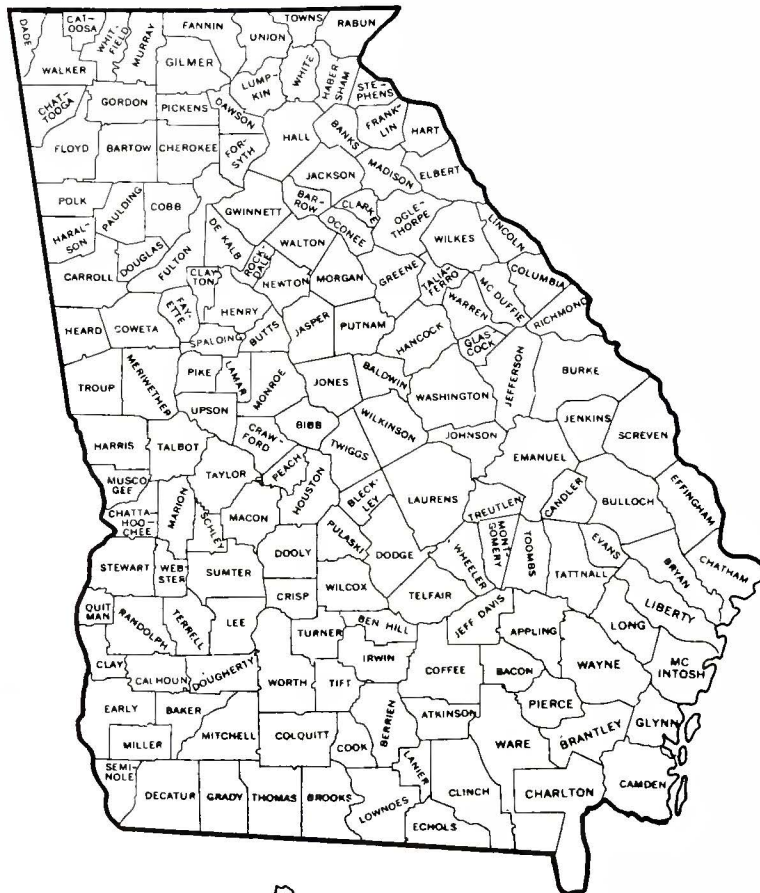 DADE
CAT-
OOSA
WHIT-
FIELD
MURRAY
FANNIN
UNION
TOWNS
RABUN
WALKER
GILMER
LUMP-
KIN
WHITE
HABER
SHAM
STE-
PHENS
CHAT-
TOOGA
GORDON
PICKENS
DAWSON
HALL
BANKS
FRANK-
LIN
HART
FLOYD
BARTOW
CHEROKEE
FOR-
SYTH
JACKSON
MADISON
ELBERT
POLK
PAULDING
COBB
GWINNETT
BAR-
ROW
CLARKE
OCONEE
OGLE-
THORPE
WILKES
LINCOLN
HARAL-
SON
DOUGLAS
FULTON
DE KALB
ROCK-
DALE
WALTON
MORGAN
GREENE
TALIA-
FERRO
MC DUFFIE
COLUMBIA
CARROLL
CLAY
TON
NEWTON
WARREN
RICHMOND
FAY-
ETTE
HENRY
HEARD
COWETA
SPALDING
BUTTS
JASPER
PUTNAM
HANCOCK
GLAS
COCK
TROUP
MERIWETHER
PIKE
LAMAR
MONROE
JONES
BALDWIN
WASHINGTON
JEFFERSON
BURKE
UPSON
BIBB
WILKINSON
JENKINS
SCREVEN
HARRIS
TALBOT
CRAW-
FORD
TWIGGS
JOHNSON
EMANUEL
MUSCO
GEE
TAYLOR
PEACH
HOUSTON
BLECK-
LEY
LAURENS
TREUTLEN
CANDLER
BULLOCH
EFFINGHAM
CHATTA
HOO-
CHEE
MARION
SCHLEY
MACON
DOOLY
PULASKI
DODGE
WHEELER
MONT-
GOMERY
TOOMBS
EVANS
TATTNALL
BRYAN
CHATHAM
STEWART
WEB-
STER
SUMTER
CRISP
WILCOX
TELFAIR
QUIT
MAN
RANDOLPH
TERRELL
LEE
TURNER
BEN HILL
JEFF DAVIS
APPLING
LONG
LIBERTY
CLAY
CALHOUN
DOUGHERTY
WORTH
TIFT
IRWIN
COFFEE
BACON
WAYNE
MC
INTOSH
EARLY
BAKER
MILLER
MITCHELL
COLQUITT
COOK
BERRIEN
ATKINSON
WARE
PIERCE
BRANTLEY
GLYNN
SEMI-
NOLE
DECATUR
GRADY
THOMAS
BROOKS
LOWNOES
LANIER
CLINCH
ECHOLS
CHARLTON
CAMDEN